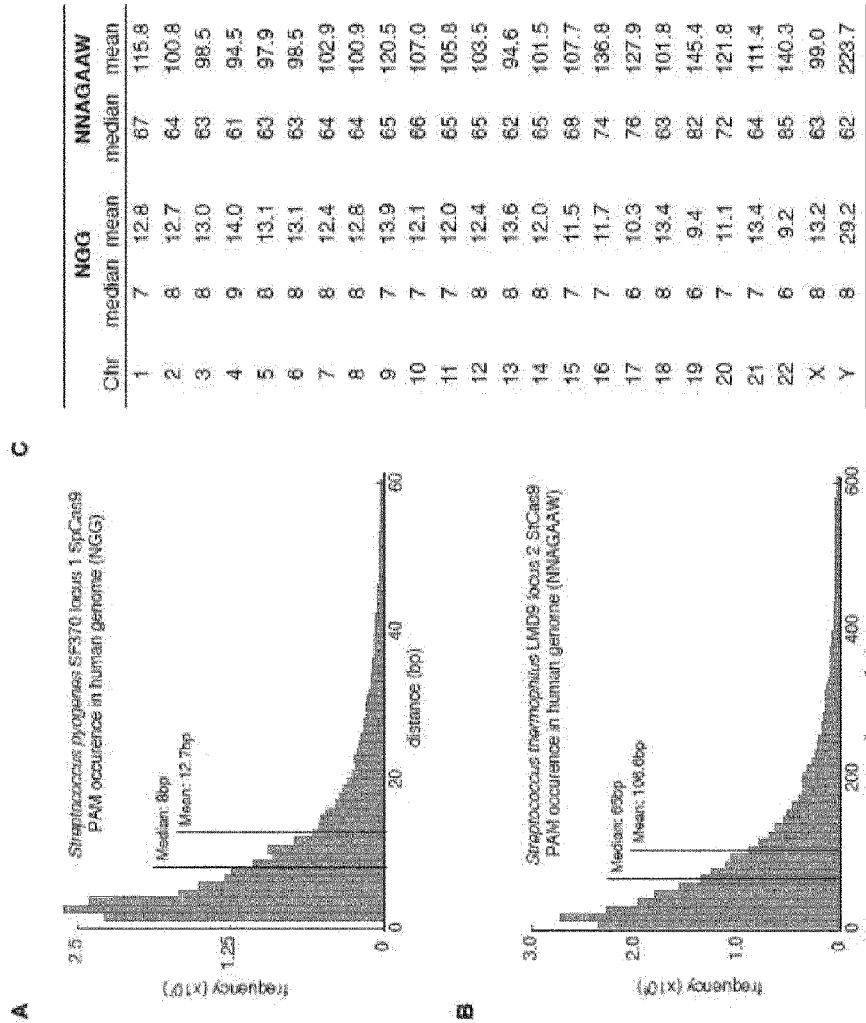 A
Streptococcus pyogenes SF370 locus 1 SpCas9
PAM occurence in human genome (NGG)
Median: 8bp
Mean: 12.7bp
2.5
1.25
0
frequency (x10⁷)
0 20 40 60
distance (bp)
B
Streptococcus thermophilus LMD9 locus 2 StCas9
PAM occurence in human genome (NNAGAAW)
Median: 65bp
Mean: 106.6bp
3.0
2.0
1.0
0
frequency
0 200 400 600
C
NGG NNAGAAW
Chr median mean median mean
1 7 12.8 67 115.8
2 8 12.7 64 100.8
3 8 13.0 63 98.5
4 9 14.0 61 94.5
5 8 13.1 63 97.9
6 8 13.1 63 98.5
7 8 12.4 64 102.9
8 8 12.8 64 100.9
9 7 13.9 65 120.5
10 7 12.1 66 107.0
11 7 12.0 65 105.8
12 8 12.4 65 103.5
13 8 13.6 62 94.6
14 8 12.0 65 101.5
15 7 11.5 68 107.7
16 7 11.7 74 136.8
17 6 10.3 76 127.9
18 8 13.4 63 101.8
19 6 9.4 82 145.4
20 7 11.1 72 121.8
21 7 13.4 64 111.4
22 6 9.2 85 140.3
X 8 13.2 63 99.0
Y 8 29.2 62 223.7